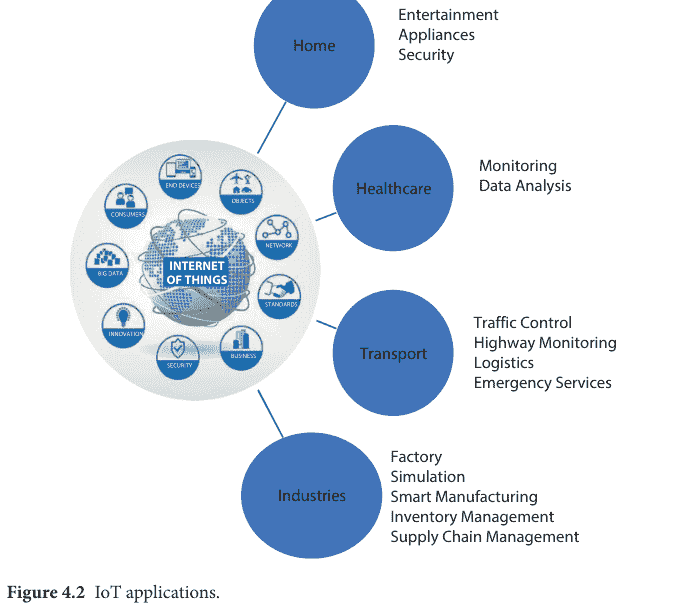 Home
Entertainment
Appliances
Security
Healthcare
Monitoring
Data Analysis
Transport
Traffic Control
Highway Monitoring
Logistics
Emergency Services
Industries
Factory
Simulation
Smart Manufacturing
Inventory Management
Supply Chain Management
INTERNET
OF THINGS
END DEVICES
OBJECTS
NETWORK
STANDARDS
BUSINESS
SECURITY
INNOVATION
BIG DATA
CONSUMERS
Figure 4.2 IoT applications.